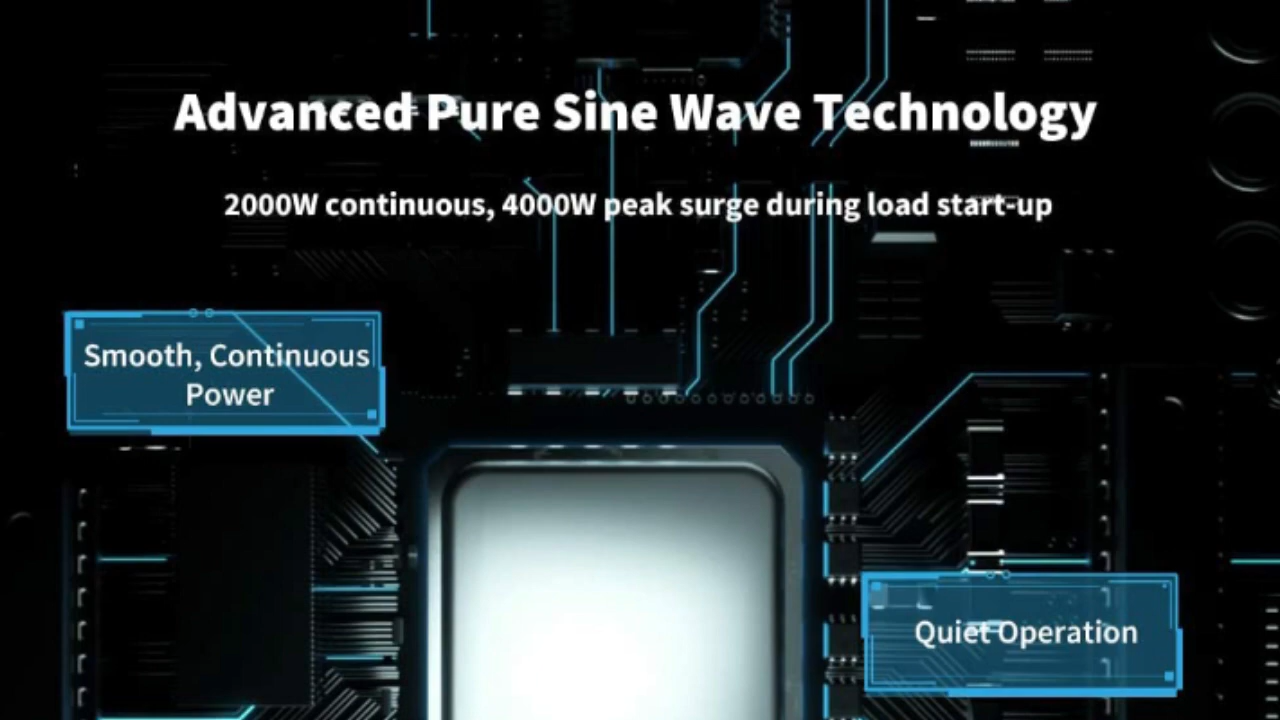 Advanced Pure Sine Wave Technology
2000W continuous, 4000W peak surge during load start-up
Smooth, Continuous
Power
Quiet Operation